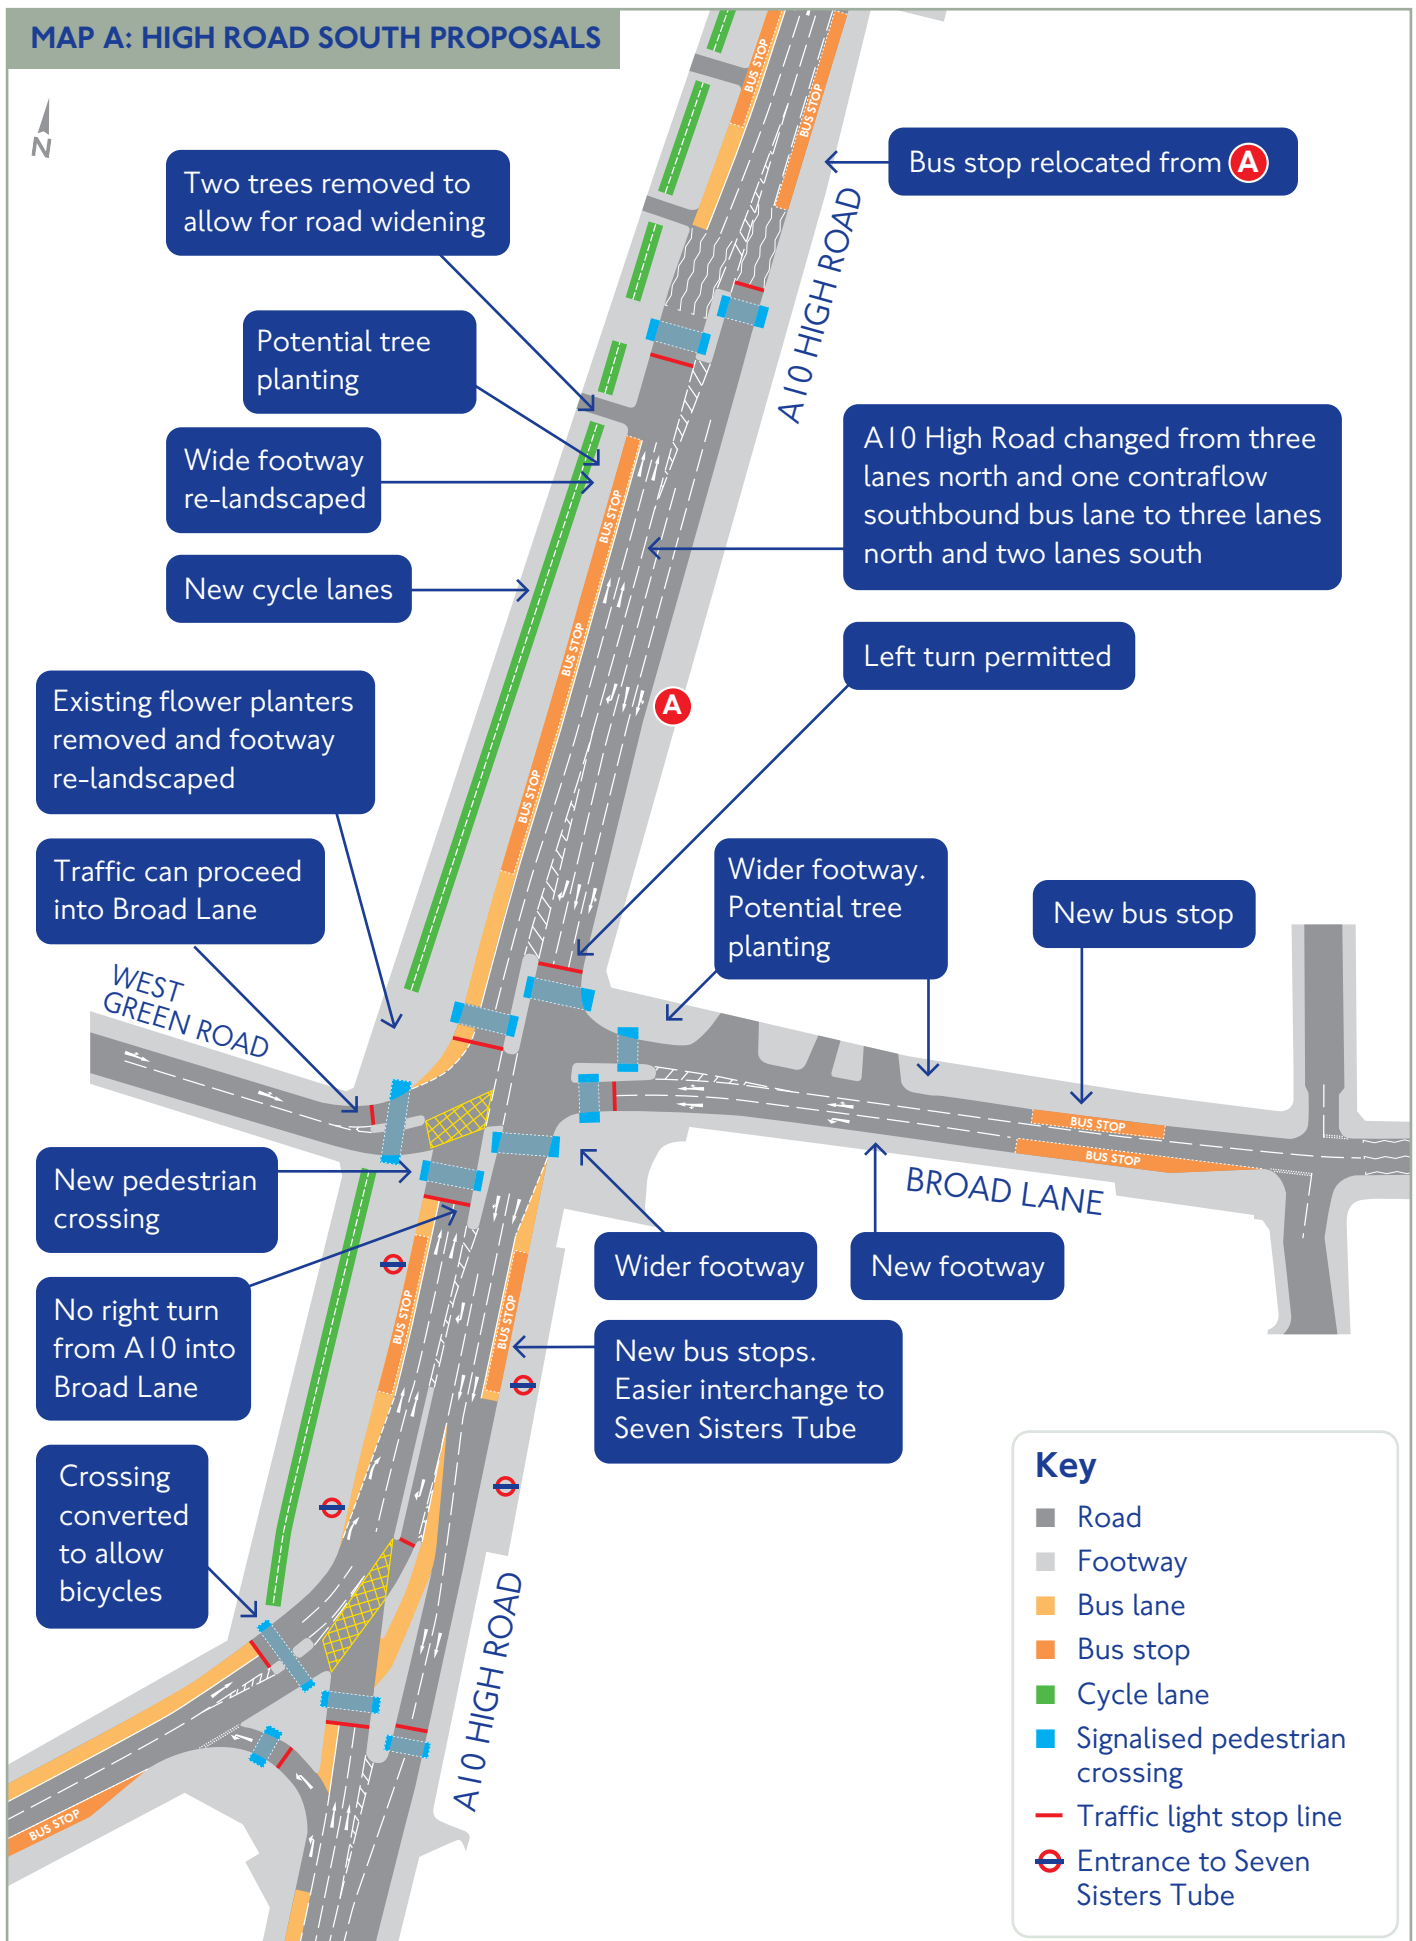 MAP A: HIGH ROAD SOUTH PROPOSALS
N
BUS STOP
BUS STOP
Bus stop relocated from A
Two trees removed to
allow for road widening
A10 HIGH ROAD
Potential tree
planting
Wide footway
re-landscaped
A10 High Road changed from three
lanes north and one contraflow
southbound bus lane to three lanes
north and two lanes south
BUS STOP
New cycle lanes
BUS STOP
Left turn permitted
A
Existing flower planters
removed and footway
re-landscaped
BUS STOP
Traffic can proceed
into Broad Lane
Wider footway.
Potential tree
planting
New bus stop
WEST
GREEN ROAD
BUS STOP
BUS STOP
BROAD LANE
New pedestrian
crossing
Wider footway
New footway
No right turn
from A10 into
Broad Lane
BUS STOP
BUS STOP
New bus stops.
Easier interchange to
Seven Sisters Tube
Crossing
converted
to allow
bicycles
A10 HIGH ROAD
BUS STOP
Key
Road
Footway
Bus lane
Bus stop
Cycle lane
Signalised pedestrian
crossing
Traffic light stop line
Entrance to Seven
Sisters Tube